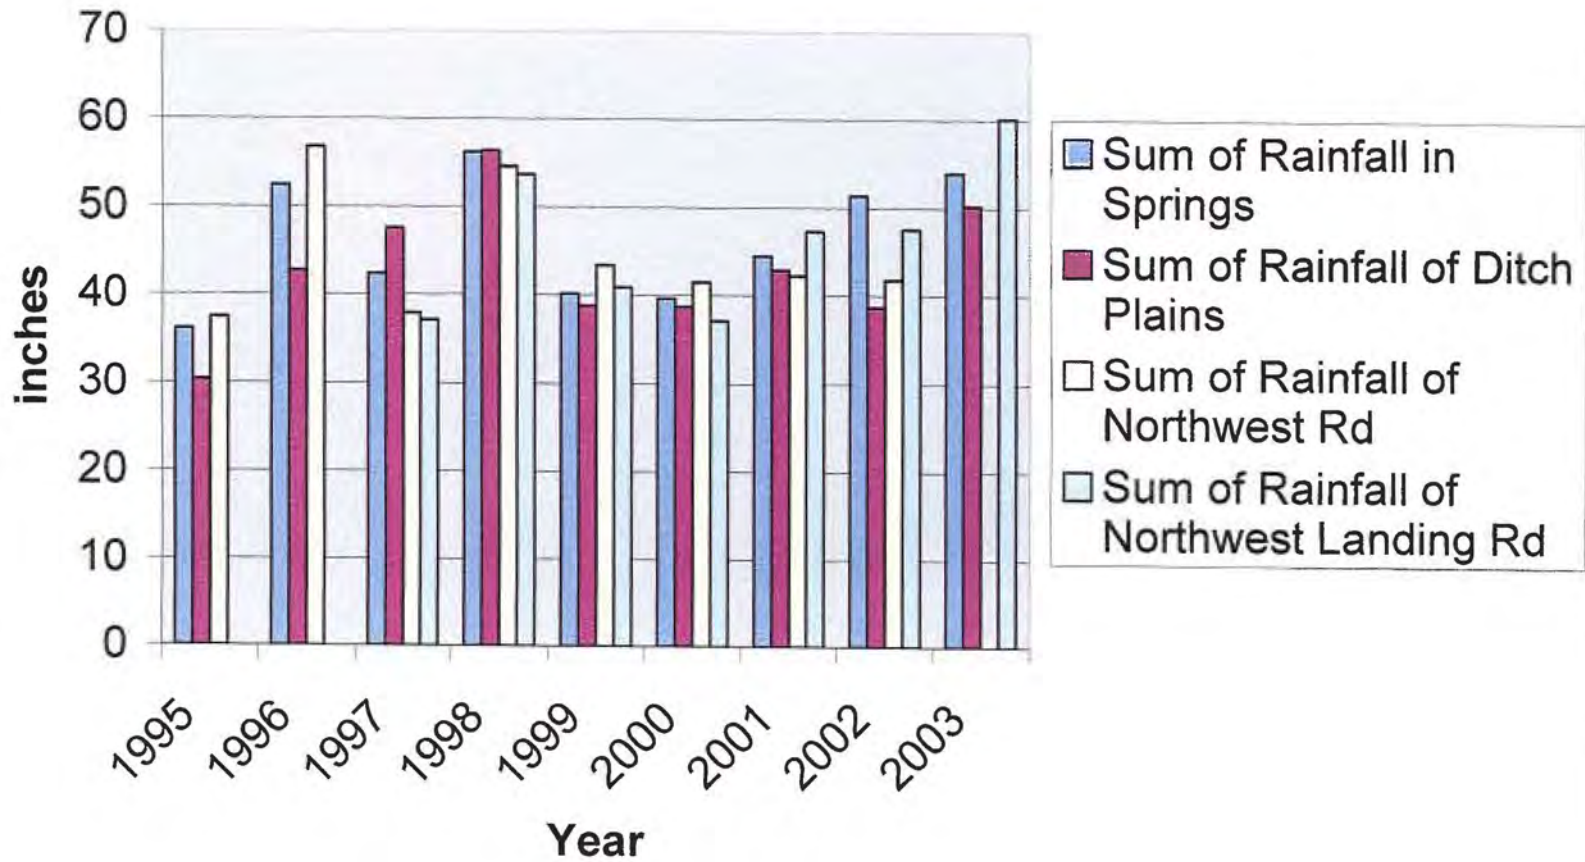 70
60
50
40
30
20
10
0
inches
1995
1996
1997
1998
1999
2000
2001
2002
2003
Year
Sum of Rainfall in
Springs
Sum of Rainfall of Ditch
Plains
Sum of Rainfall of
Northwest Rd
Sum of Rainfall of
Northwest Landing Rd